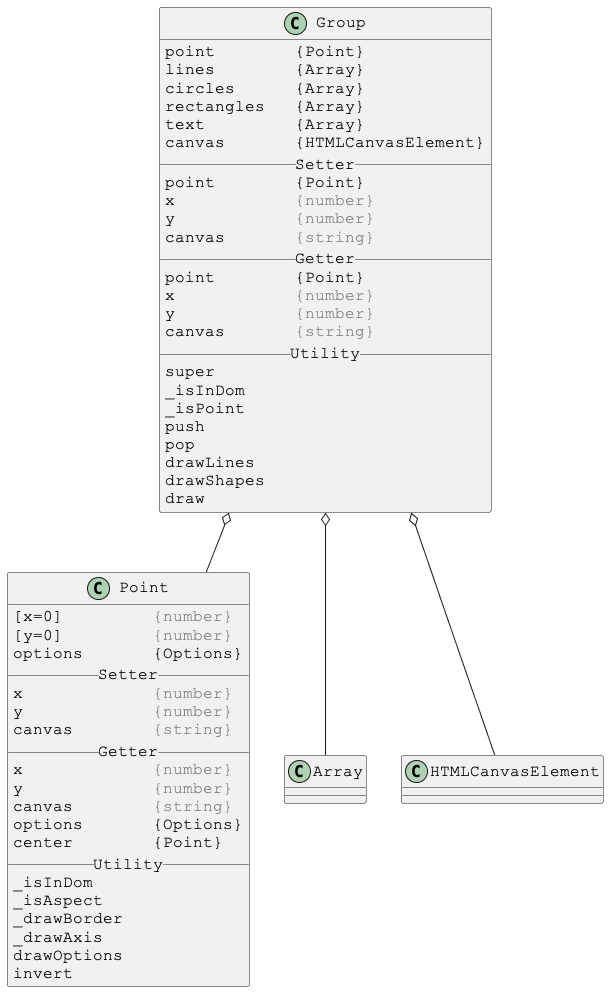 C Group
point {Point}
lines {Array}
circles {Array}
rectangles {Array}
text {Array}
canvas {HTMLCanvasElement}
Setter
point {Point}
x {number}
y {number}
canvas {string}
Getter
point {Point}
x {number}
y {number}
canvas {string}
Utility
super
_isInDom
_isPoint
push
pop
drawLines
drawShapes
draw
C Point
[x=0] {number}
[y=0] {number}
options {Options}
Setter
x {number}
y {number}
canvas {string}
Getter
x {number}
y {number}
canvas {string}
options {Options}
center {Point}
Utility
_isInDom
_isAspect
_drawBorder
_drawAxis
drawOptions
invert
C Array
C HTMLCanvasElement